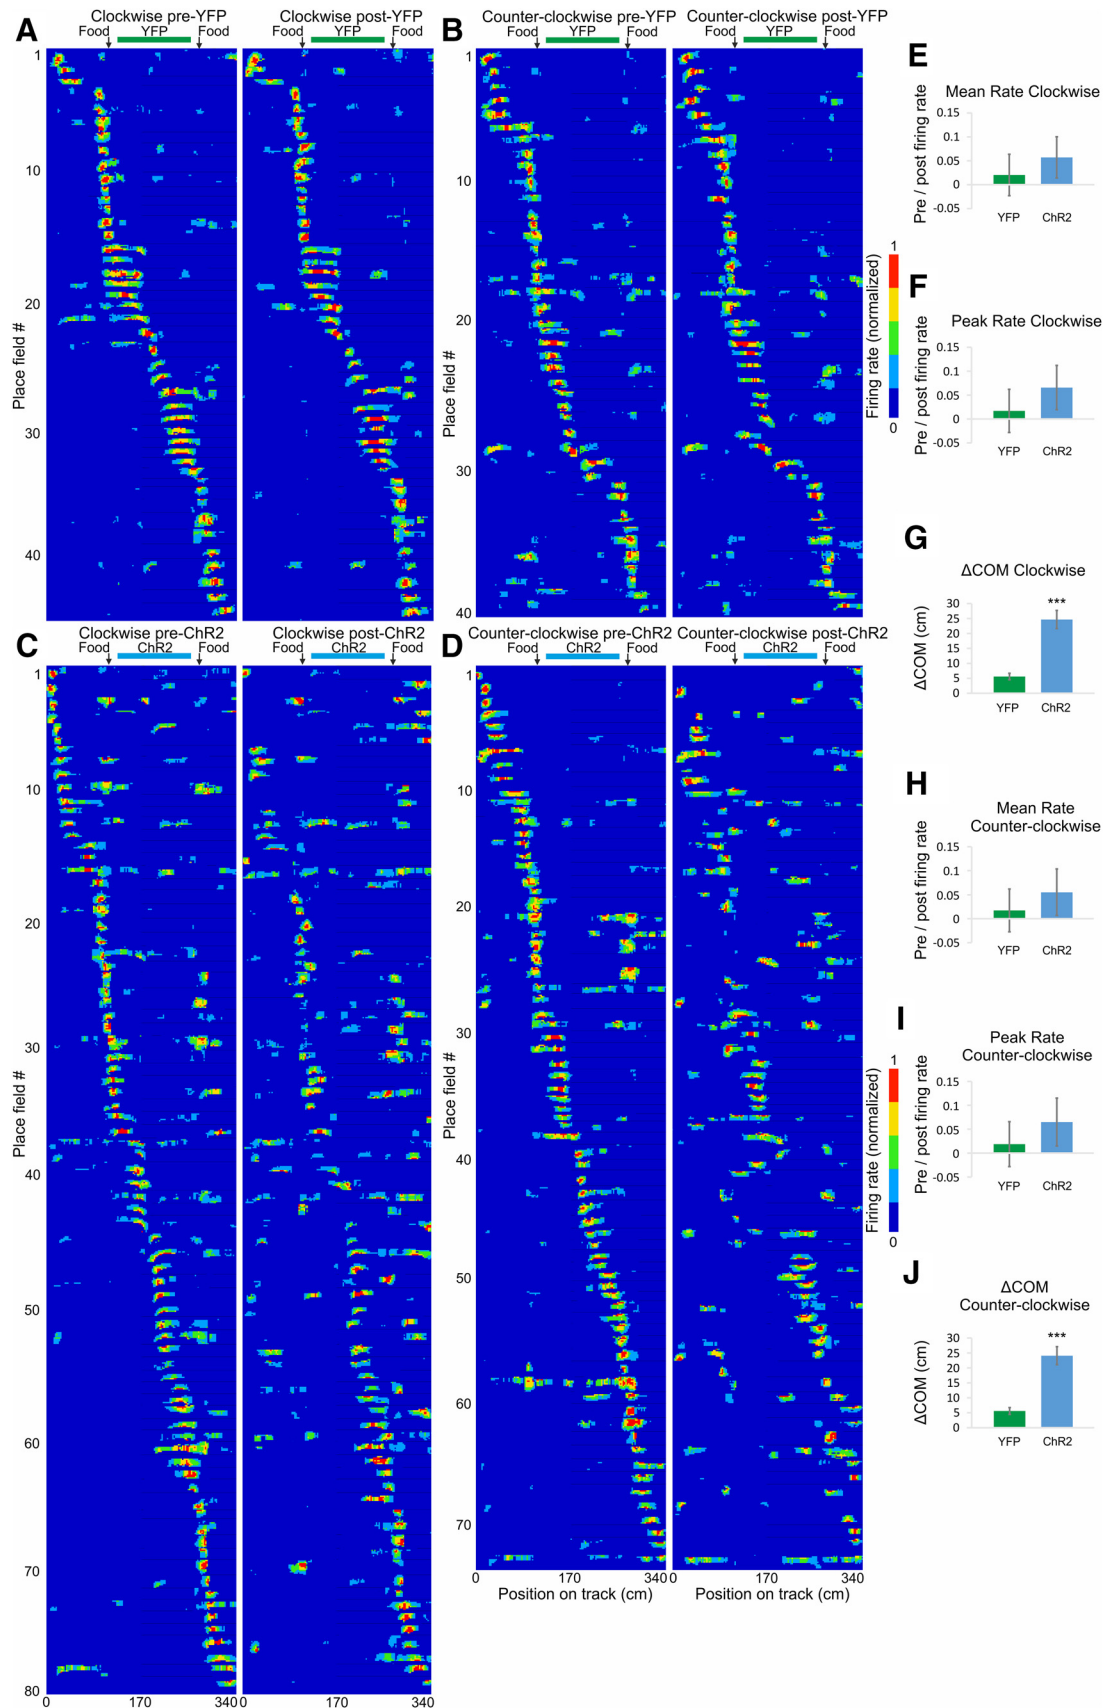 A
Clockwise pre-YFP
Food YFP Food
Clockwise post-YFP
Food YFP Food
1
10
20
30
40
Place field #
B
Counter-clockwise pre-YFP
Food YFP Food
Counter-clockwise post-YFP
Food YFP Food
1
10
20
30
40
Place field #
1
Firing rate (normalized)
0
C
Clockwise pre-ChR2
Food ChR2 Food
Clockwise post-ChR2
Food ChR2 Food
1
10
20
30
40
50
60
70
80
Place field #
0 170 340
0 170 340
D
Counter-clockwise pre-ChR2
Food ChR2 Food
Counter-clockwise post-ChR2
Food ChR2 Food
1
10
20
30
40
50
60
70
Place field #
0 170 340
0 170 340
Position on track (cm)
Position on track (cm)
1
Firing rate (normalized)
0
E
Mean Rate Clockwise
Pre / post firing rate
0.15
0.1
0.05
0
-0.05
YFP ChR2
F
Peak Rate Clockwise
Pre / post firing rate
0.15
0.1
0.05
0
-0.05
YFP ChR2
G
ΔCOM Clockwise
ΔCOM (cm)
30
25
20
15
10
5
0
***
YFP ChR2
H
Mean Rate
Counter-clockwise
Pre / post firing rate
0.15
0.1
0.05
0
-0.05
YFP ChR2
I
Peak Rate
Counter-clockwise
Pre / post firing rate
0.15
0.1
0.05
0
-0.05
YFP ChR2
J
ΔCOM
Counter-clockwise
ΔCOM (cm)
30
25
20
15
10
5
0
***
YFP ChR2